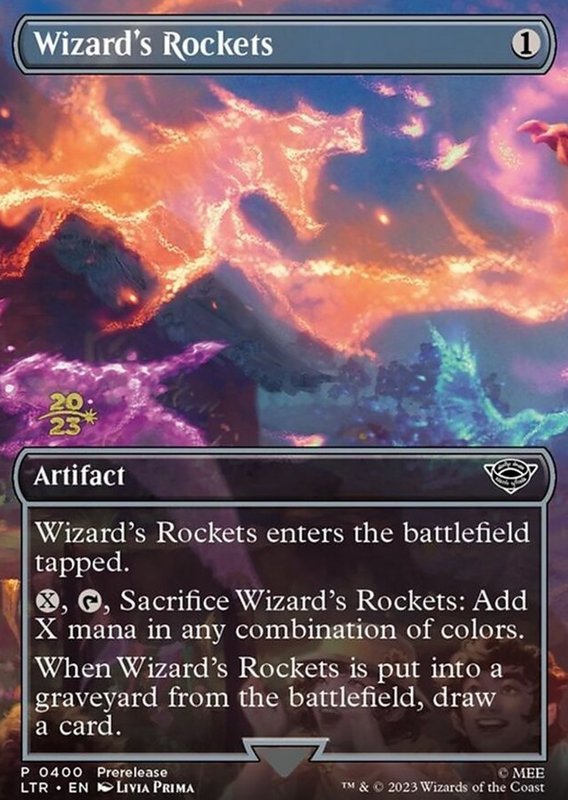 Wizard's Rockets
1
20
23
Artifact
Wizard's Rockets enters the battlefield
tapped.
X, T, Sacrifice Wizard's Rockets: Add
X mana in any combination of colors.
When Wizard's Rockets is put into a
graveyard from the battlefield, draw
a card.
P 0400 Prerelease
© MEE
LTR • EN LIVIA PRIMA
™ & © 2023 Wizards of the Coast